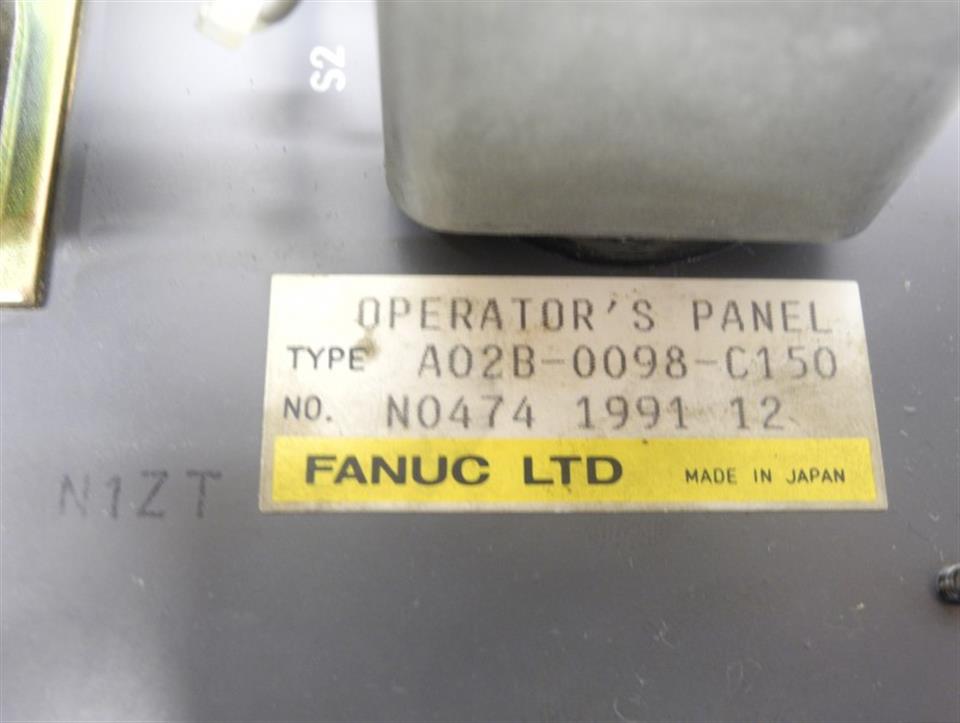 S2
OPERATOR'S PANEL
TYPE A02B-0098-C150
NO. N0474 1991 12
FANUC LTD MADE IN JAPAN
N1ZT